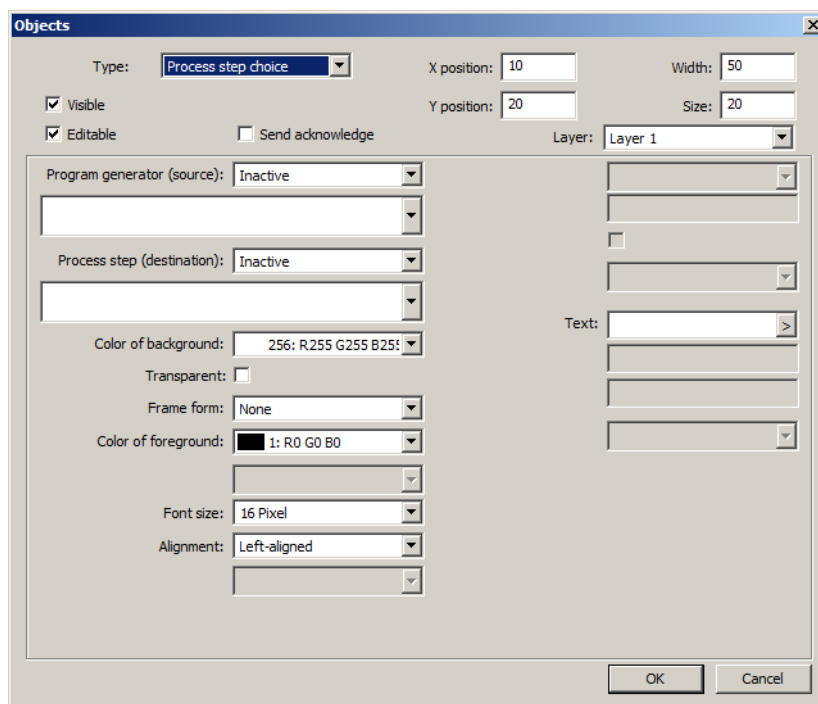 Objects
Type: Process step choice X position: 10 Width: 50
Visible Y position: 20 Size: 20
Editable Send acknowledge Layer: Layer 1
Program generator (source): Inactive
Process step (destination): Inactive
Text: >
Color of background: 256: R255 G255 B255
Transparent:
Frame form: None
Color of foreground: 1: R0 G0 B0
Font size: 16 Pixel
Alignment: Left-aligned
OK Cancel